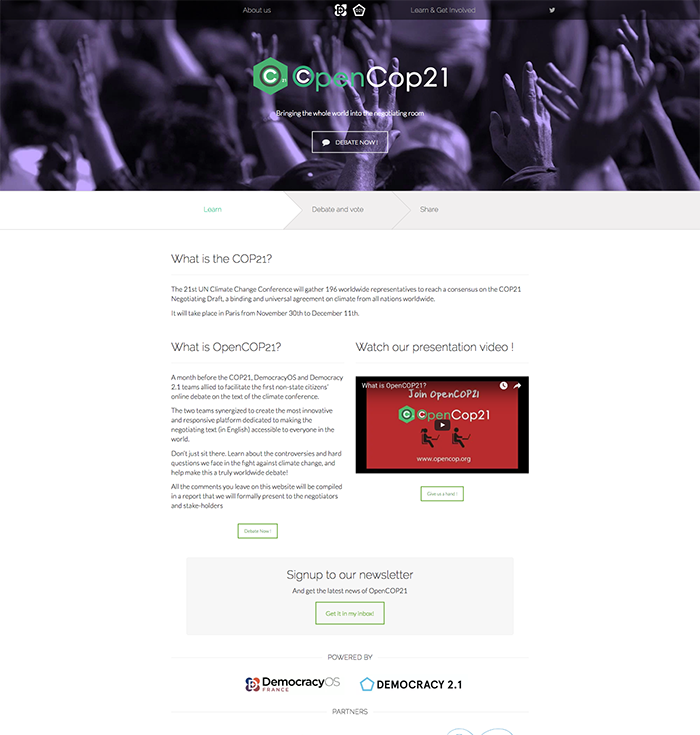 About us
Learn & Get Involved
C 21 OpenCop21
Bringing the whole world into the negotiating room
DEBATE NOW !
Learn
Debate and vote
Share
What is the COP21?
The 21st UN Climate Change Conference will gather 196 worldwide representatives to reach a consensus on the COP21
Negotiating Draft, a binding and universal agreement on climate from all nations worldwide.
It will take place in Paris from November 30th to December 11th.
What is OpenCOP21?
A month before the COP21, DemocracyOS and Democracy
2.1 teams allied to facilitate the first non-state citizens'
online debate on the text of the climate conference.
The two teams synergized to create the most innovative
and responsive platform dedicated to making the
negotiating text (in English) accessible to everyone in the
world.
Don't just sit there. Learn about the controversies and hard
questions we face in the fight against climate change, and
help make this a truly worldwide debate!
All the comments you leave on this website will be compiled
in a report that we will formally present to the negotiators
and stake-holders
Debate Now !
Watch our presentation video !
What is OpenCOP21?
Join OpenCOP21
OpenCop21
www.opencop.org
Give us a hand !
Signup to our newsletter
And get the latest news of OpenCOP21
Get it in my inbox!
POWERED BY
DemocracyOS
FRANCE
DEMOCRACY 2.1
PARTNERS